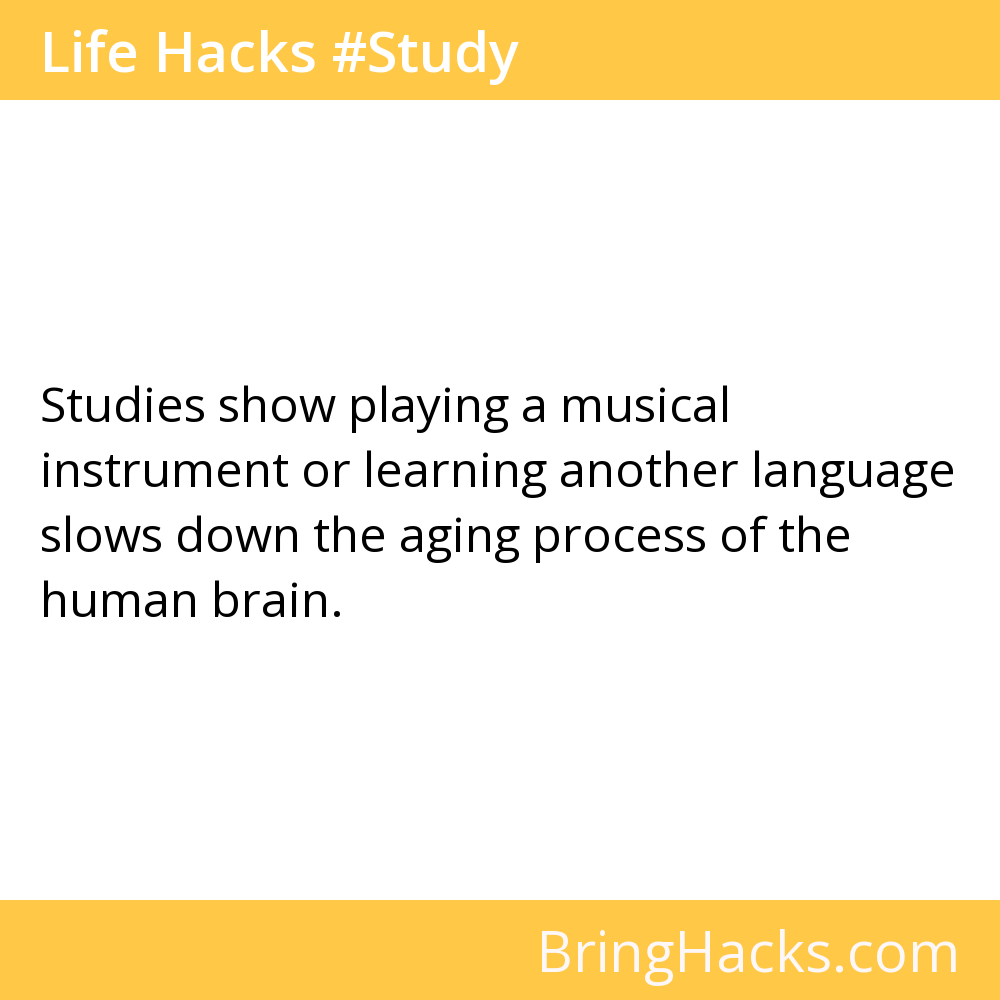 Life Hacks #Study
Studies show playing a musical
instrument or learning another language
slows down the aging process of the
human brain.
BringHacks.com